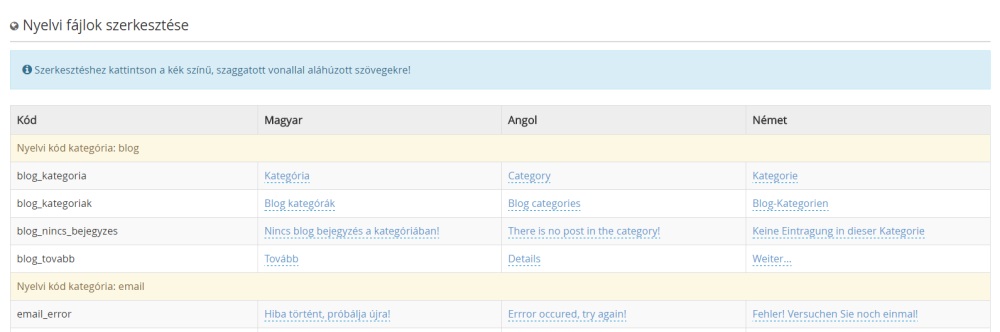 Nyelvi fájlok szerkesztése
Szerkesztéshez kattintson a kék színű, szaggatott vonallal aláhúzott szövegekre!
Kód Magyar Angol Német
Nyelvi kód kategória: blog
blog_kategoria Kategória Category Kategorie
blog_kategoriak Blog kategórák Blog categories Blog-Kategorien
blog_nincs_bejegyzes Nincs blog bejegyzés a kategóriában! There is no post in the category! Keine Eintragung in dieser Kategorie
blog_tovabb Tovább Details Weiter...
Nyelvi kód kategória: email
email_error Hiba történt, próbálja újra! Errror occured, try again! Fehler! Versuchen Sie noch einmal!